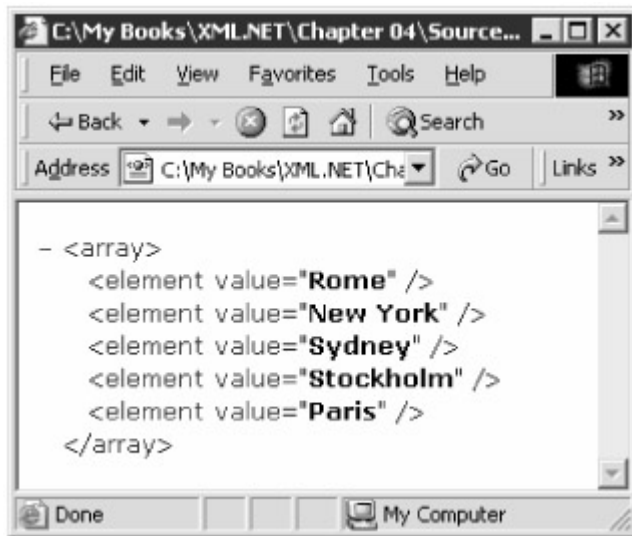 C:\My Books\XML.NET\Chapter 04\Source...
File Edit View Favorites Tools Help
Back Search »
Address C:\My Books\XML.NET\Cha Go Links »
– <array>
<element value="Rome" />
<element value="New York" />
<element value="Sydney" />
<element value="Stockholm" />
<element value="Paris" />
</array>
Done My Computer